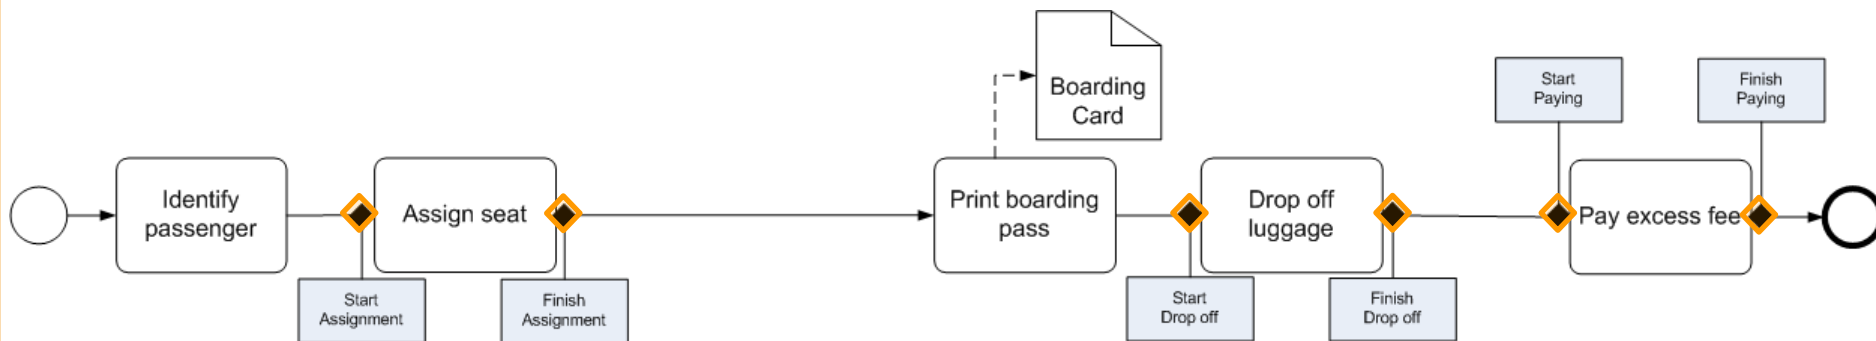 Boarding
Card
Start
Paying
Finish
Paying
Identify
passenger
Assign seat
Print boarding
pass
Drop off
luggage
Pay excess fee
Start
Assignment
Finish
Assignment
Start
Drop off
Finish
Drop off